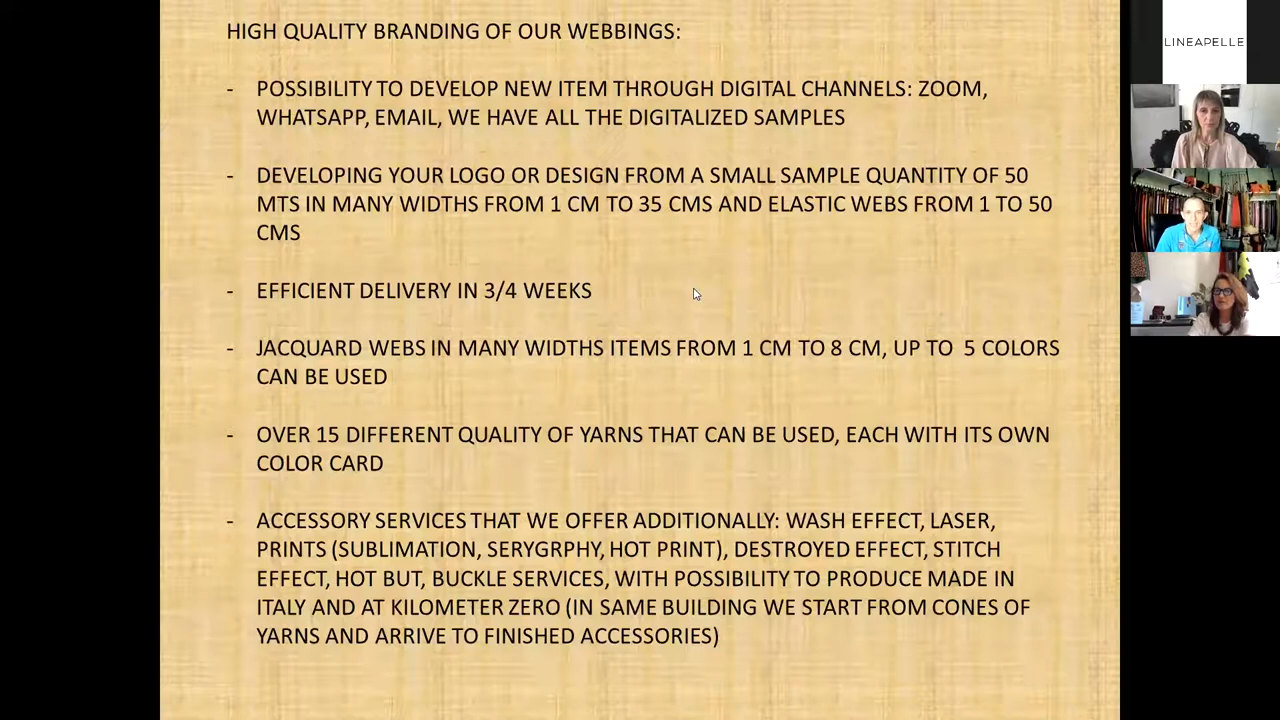 HIGH QUALITY BRANDING OF OUR WEBBINGS:
- POSSIBILITY TO DEVELOP NEW ITEM THROUGH DIGITAL CHANNELS: ZOOM,
WHATSAPP, EMAIL, WE HAVE ALL THE DIGITALIZED SAMPLES
- DEVELOPING YOUR LOGO OR DESIGN FROM A SMALL SAMPLE QUANTITY OF 50
MTS IN MANY WIDTHS FROM 1 CM TO 35 CMS AND ELASTIC WEBS FROM 1 TO 50
CMS
- EFFICIENT DELIVERY IN 3/4 WEEKS
- JACQUARD WEBS IN MANY WIDTHS ITEMS FROM 1 CM TO 8 CM, UP TO 5 COLORS
CAN BE USED
- OVER 15 DIFFERENT QUALITY OF YARNS THAT CAN BE USED, EACH WITH ITS OWN
COLOR CARD
- ACCESSORY SERVICES THAT WE OFFER ADDITIONALLY: WASH EFFECT, LASER,
PRINTS (SUBLIMATION, SERYGRPHY, HOT PRINT), DESTROYED EFFECT, STITCH
EFFECT, HOT BUT, BUCKLE SERVICES, WITH POSSIBILITY TO PRODUCE MADE IN
ITALY AND AT KILOMETER ZERO (IN SAME BUILDING WE START FROM CONES OF
YARNS AND ARRIVE TO FINISHED ACCESSORIES)
LINEAPELLE